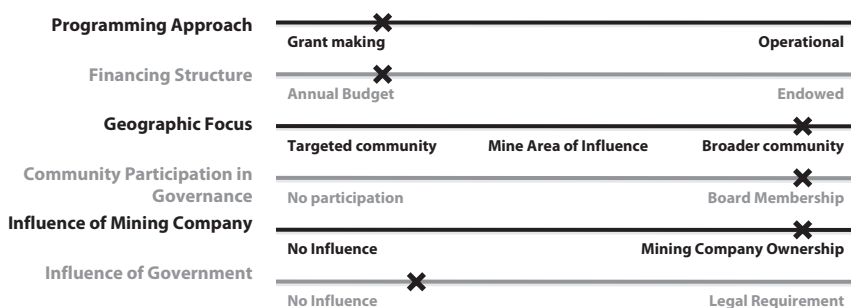 Programming Approach
Grant making Operational
Financing Structure
Annual Budget Endowed
Geographic Focus
Targeted community Mine Area of Influence Broader community
Community Participation in
Governance
No participation Board Membership
Influence of Mining Company
No Influence Mining Company Ownership
Influence of Government
No Influence Legal Requirement